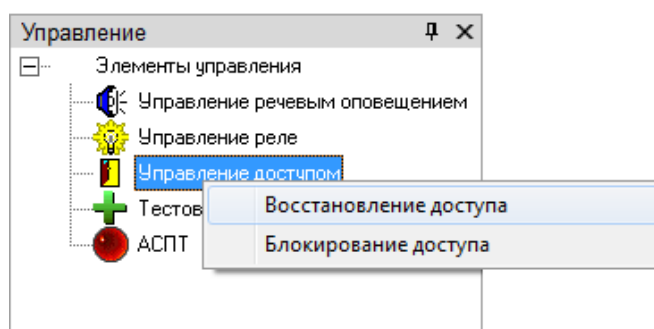 Управление
Элементы управления
Управление речевым оповещением
Управление реле
Управление доступом
Восстановление доступа
Тестов
Блокирование доступа
АСПТ